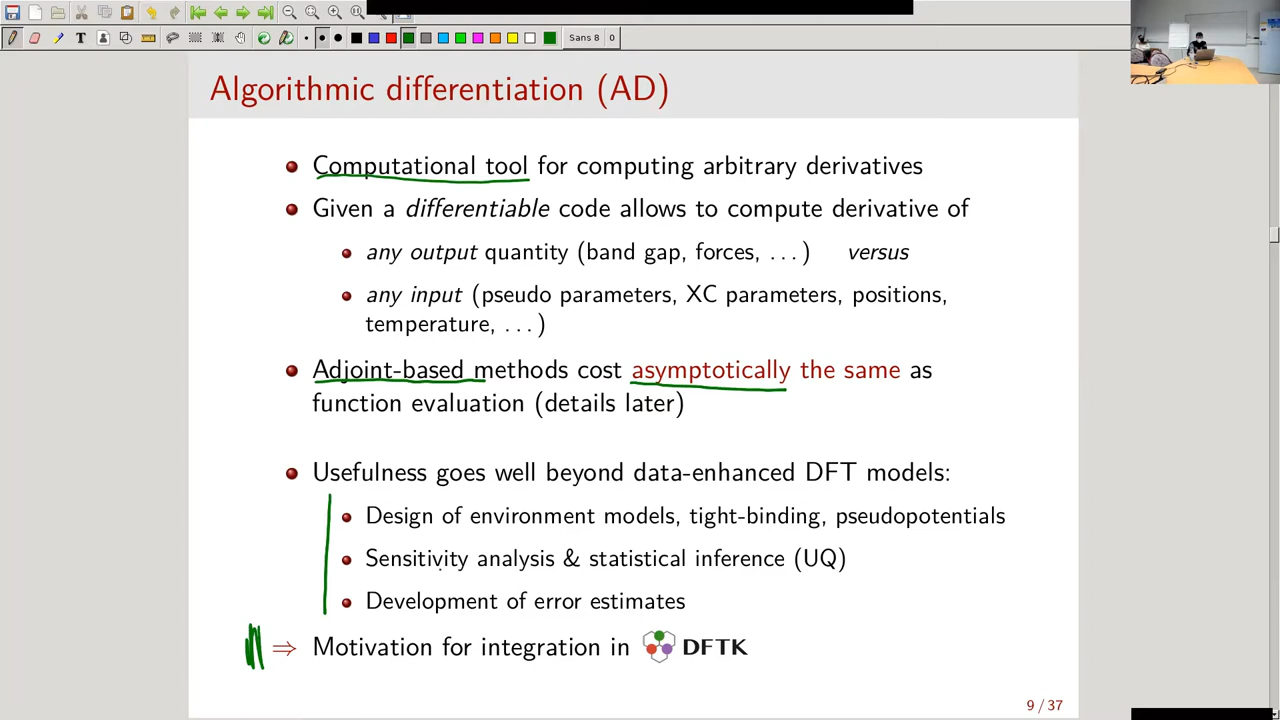 Sans 8 0
Algorithmic differentiation (AD)
Computational tool for computing arbitrary derivatives
Given a differentiable code allows to compute derivative of
any output quantity (band gap, forces, . . . ) versus
any input (pseudo parameters, XC parameters, positions,
temperature, . . . )
Adjoint-based methods cost asymptotically the same as
function evaluation (details later)
Usefulness goes well beyond data-enhanced DFT models:
Design of environment models, tight-binding, pseudopotentials
Sensitivity analysis & statistical inference (UQ)
Development of error estimates
⇒ Motivation for integration in DFTK
9 / 37